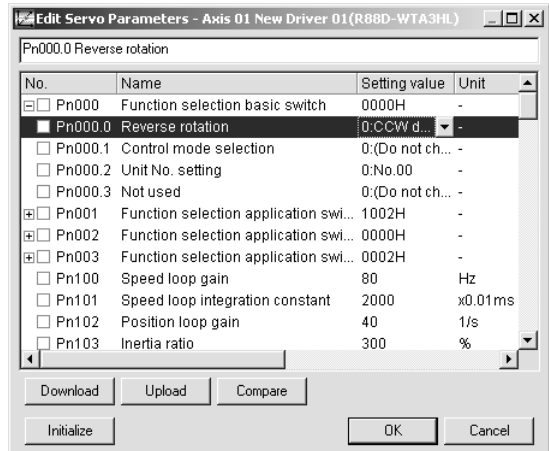 Edit Servo Parameters - Axis 01 New Driver 01(R88D-WTA3HL)
Pn000.0 Reverse rotation
No. Name Setting value Unit
Pn000 Function selection basic switch 0000H -
Pn000.0 Reverse rotation 0:CCW d... -
Pn000.1 Control mode selection 0:(Do not ch... -
Pn000.2 Unit No. setting 0:No.00 -
Pn000.3 Not used 0:(Do not ch... -
Pn001 Function selection application swi... 1002H -
Pn002 Function selection application swi... 0000H -
Pn003 Function selection application swi... 0002H -
Pn100 Speed loop gain 80 Hz
Pn101 Speed loop integration constant 2000 x0.01ms
Pn102 Position loop gain 40 1/s
Pn103 Inertia ratio 300 %
Download Upload Compare
Initialize OK Cancel